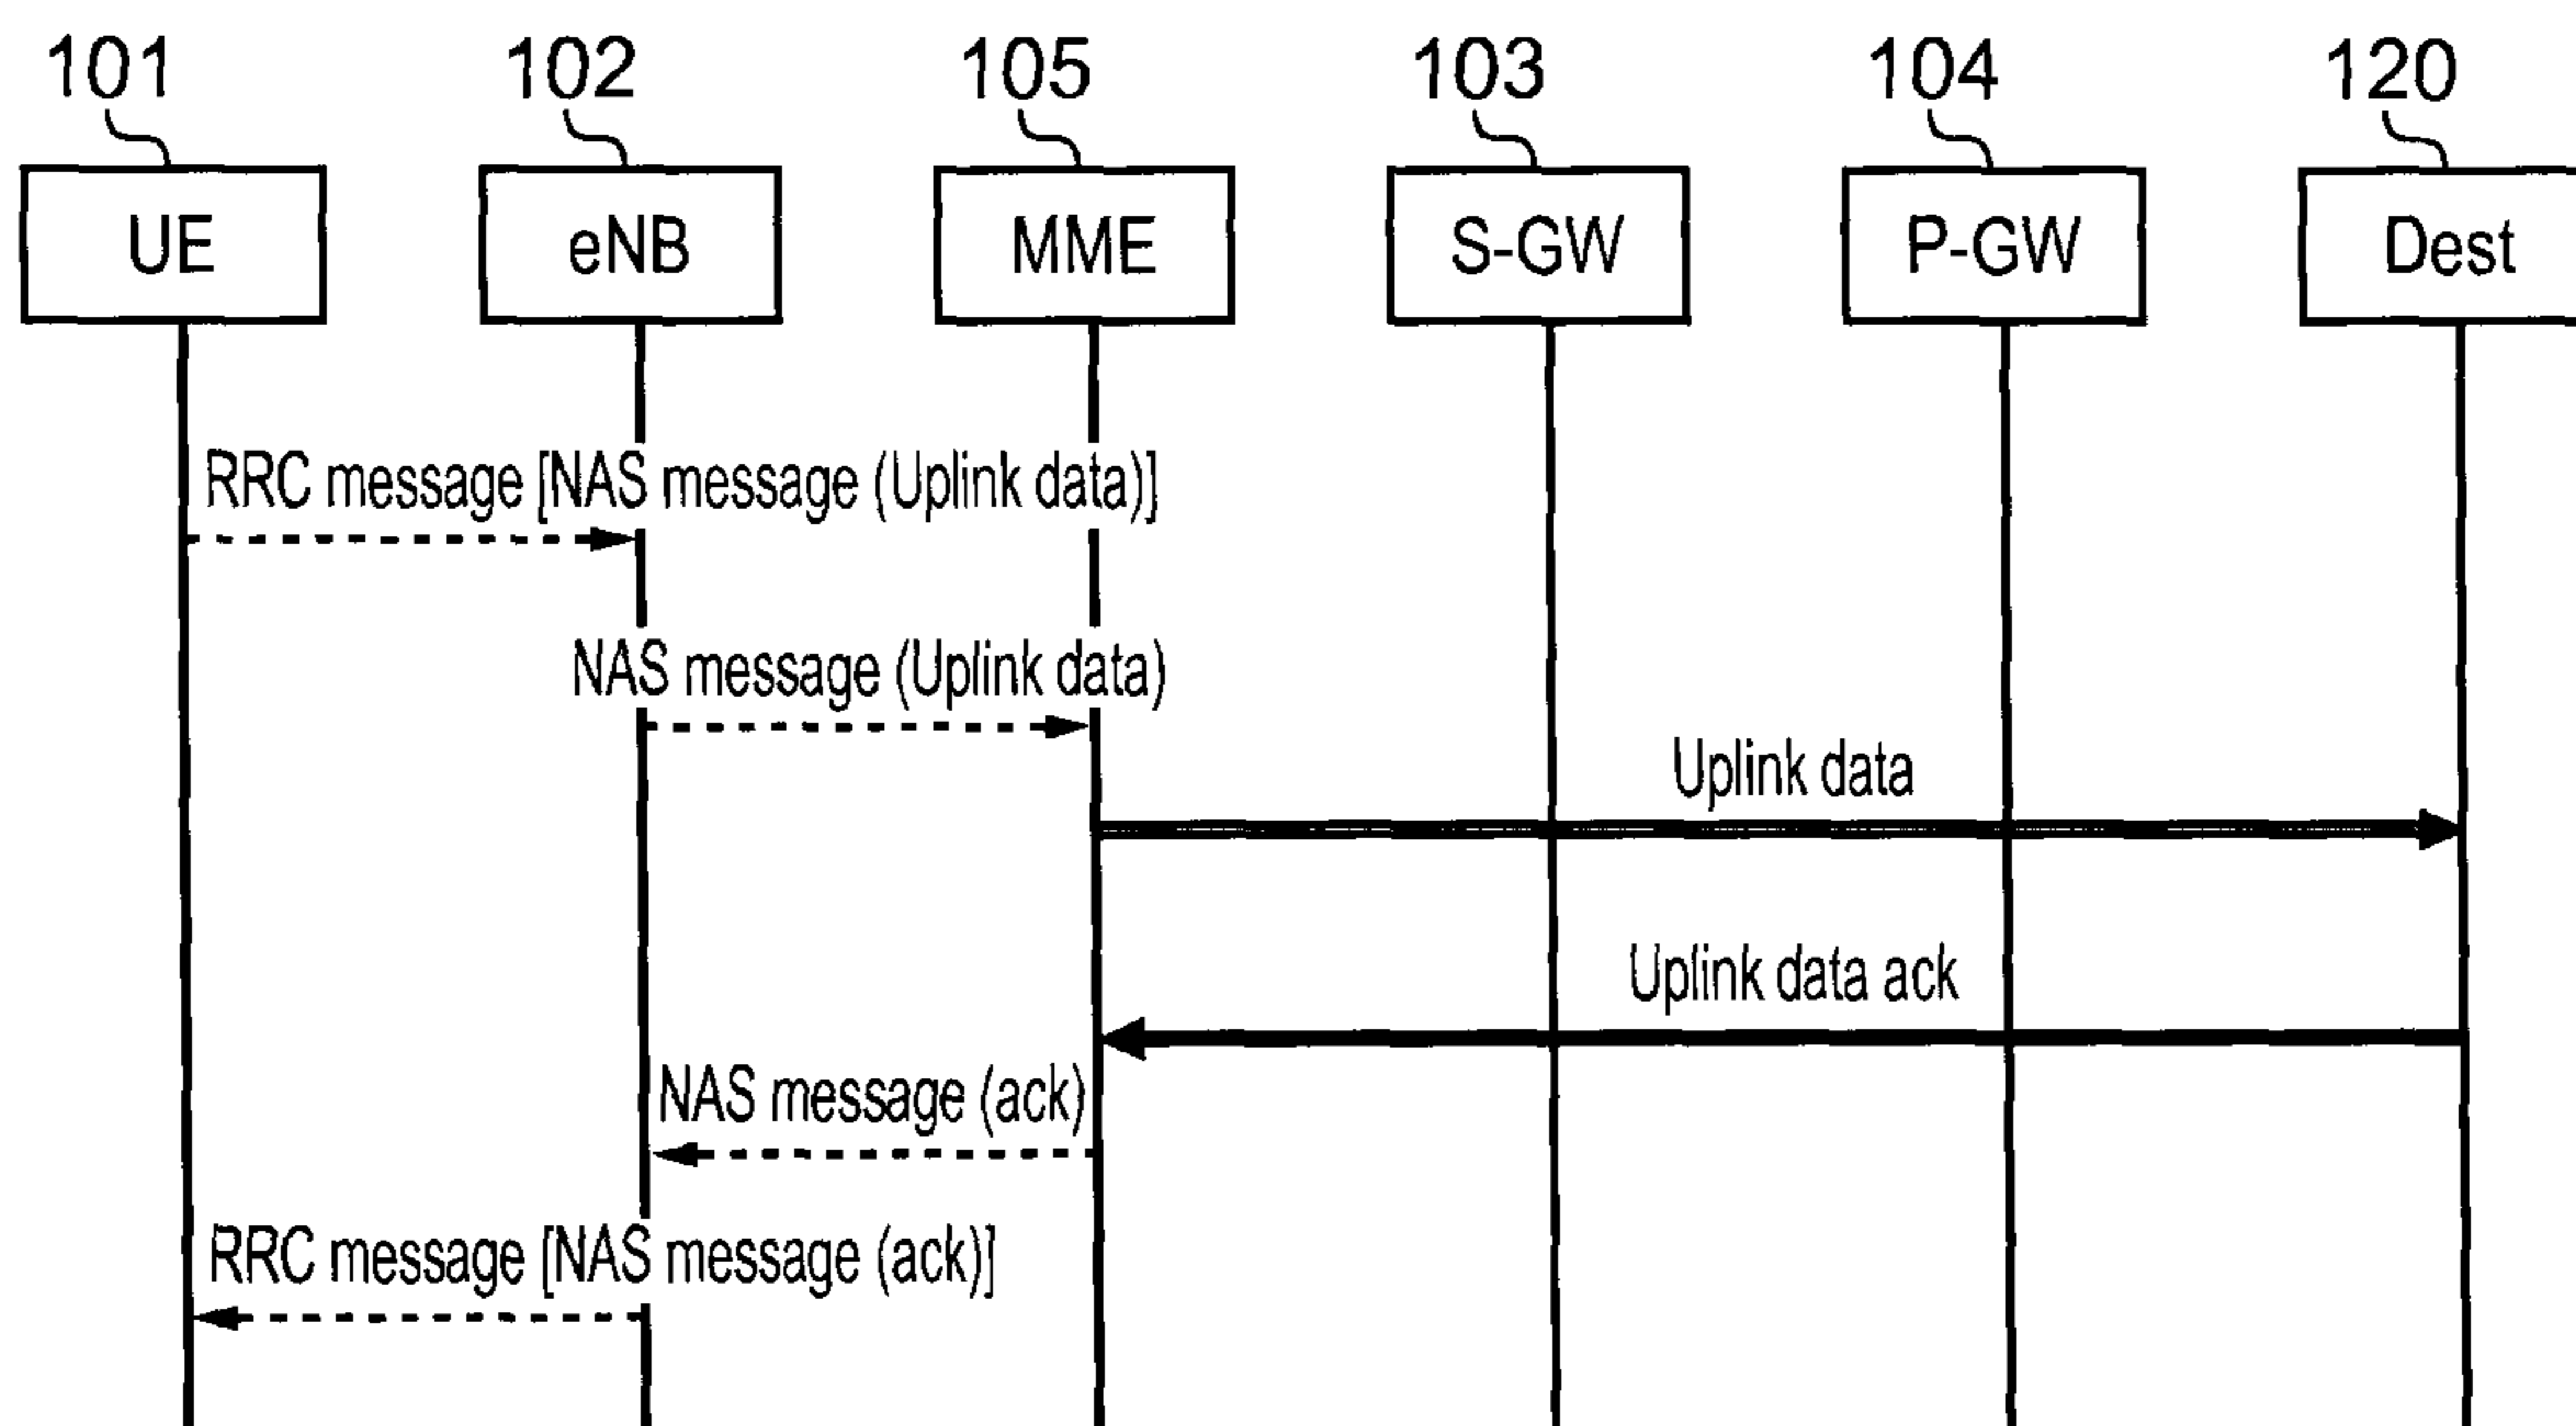 101 102 105 103 104 120
UE eNB MME S-GW P-GW Dest
RRC message [NAS message (Uplink data)]
NAS message (Uplink data)
Uplink data
Uplink data ack
NAS message (ack)
RRC message [NAS message (ack)]